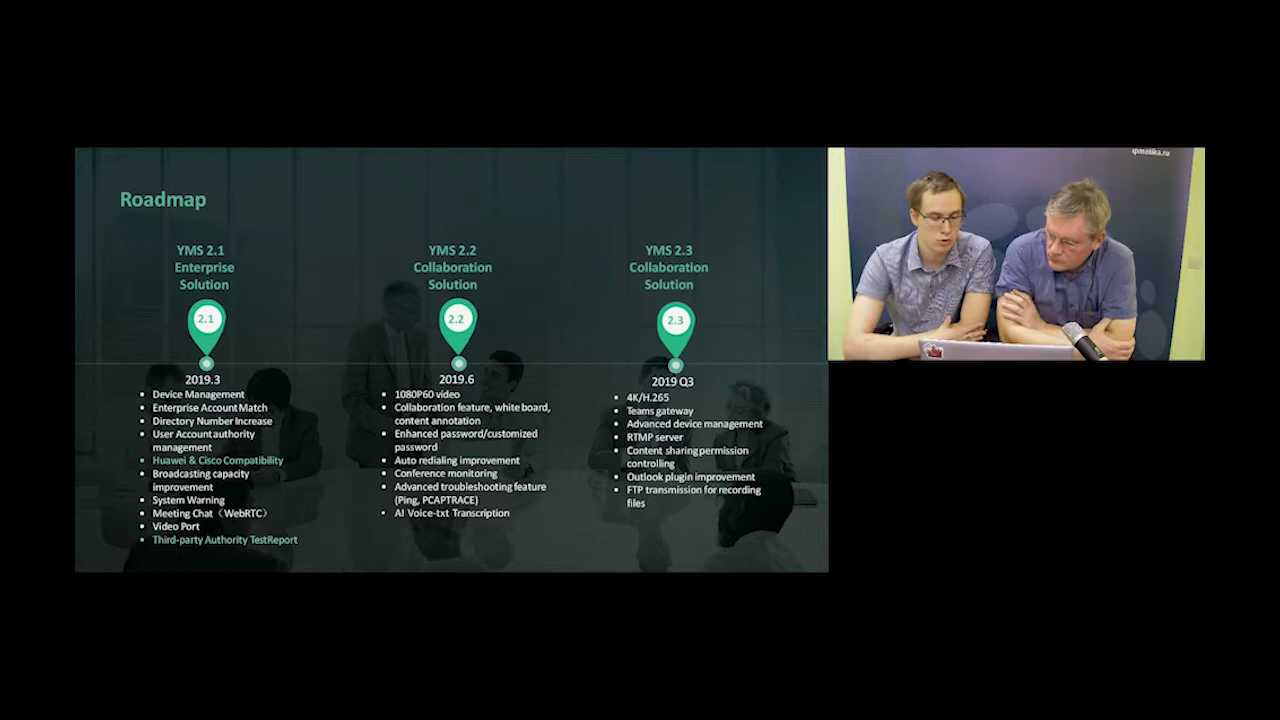 Roadmap
YMS 2.1
Enterprise
Solution
2.1
2019.3
• Device Management
• Enterprise Account Match
• Directory Number Increase
• User Account authority
management
• Huawei & Cisco Compatibility
• Broadcasting capacity
improvement
• System Warning
• Meeting Chat（WebRTC）
• Video Port
• Third-party Authority TestReport
YMS 2.2
Collaboration
Solution
2.2
2019.6
• 1080P60 video
• Collaboration feature, white board,
content annotation
• Enhanced password/customized
password
• Auto redialing improvement
• Conference monitoring
• Advanced troubleshooting feature
(Ping, PCAPTRACE)
• AI Voice-txt Transcription
YMS 2.3
Collaboration
Solution
2.3
2019 Q3
• 4K/H.265
• Teams gateway
• Advanced device management
• RTMP server
• Content sharing permission
controlling
• Outlook plugin improvement
• FTP transmission for recording
files
ipmatika.ru